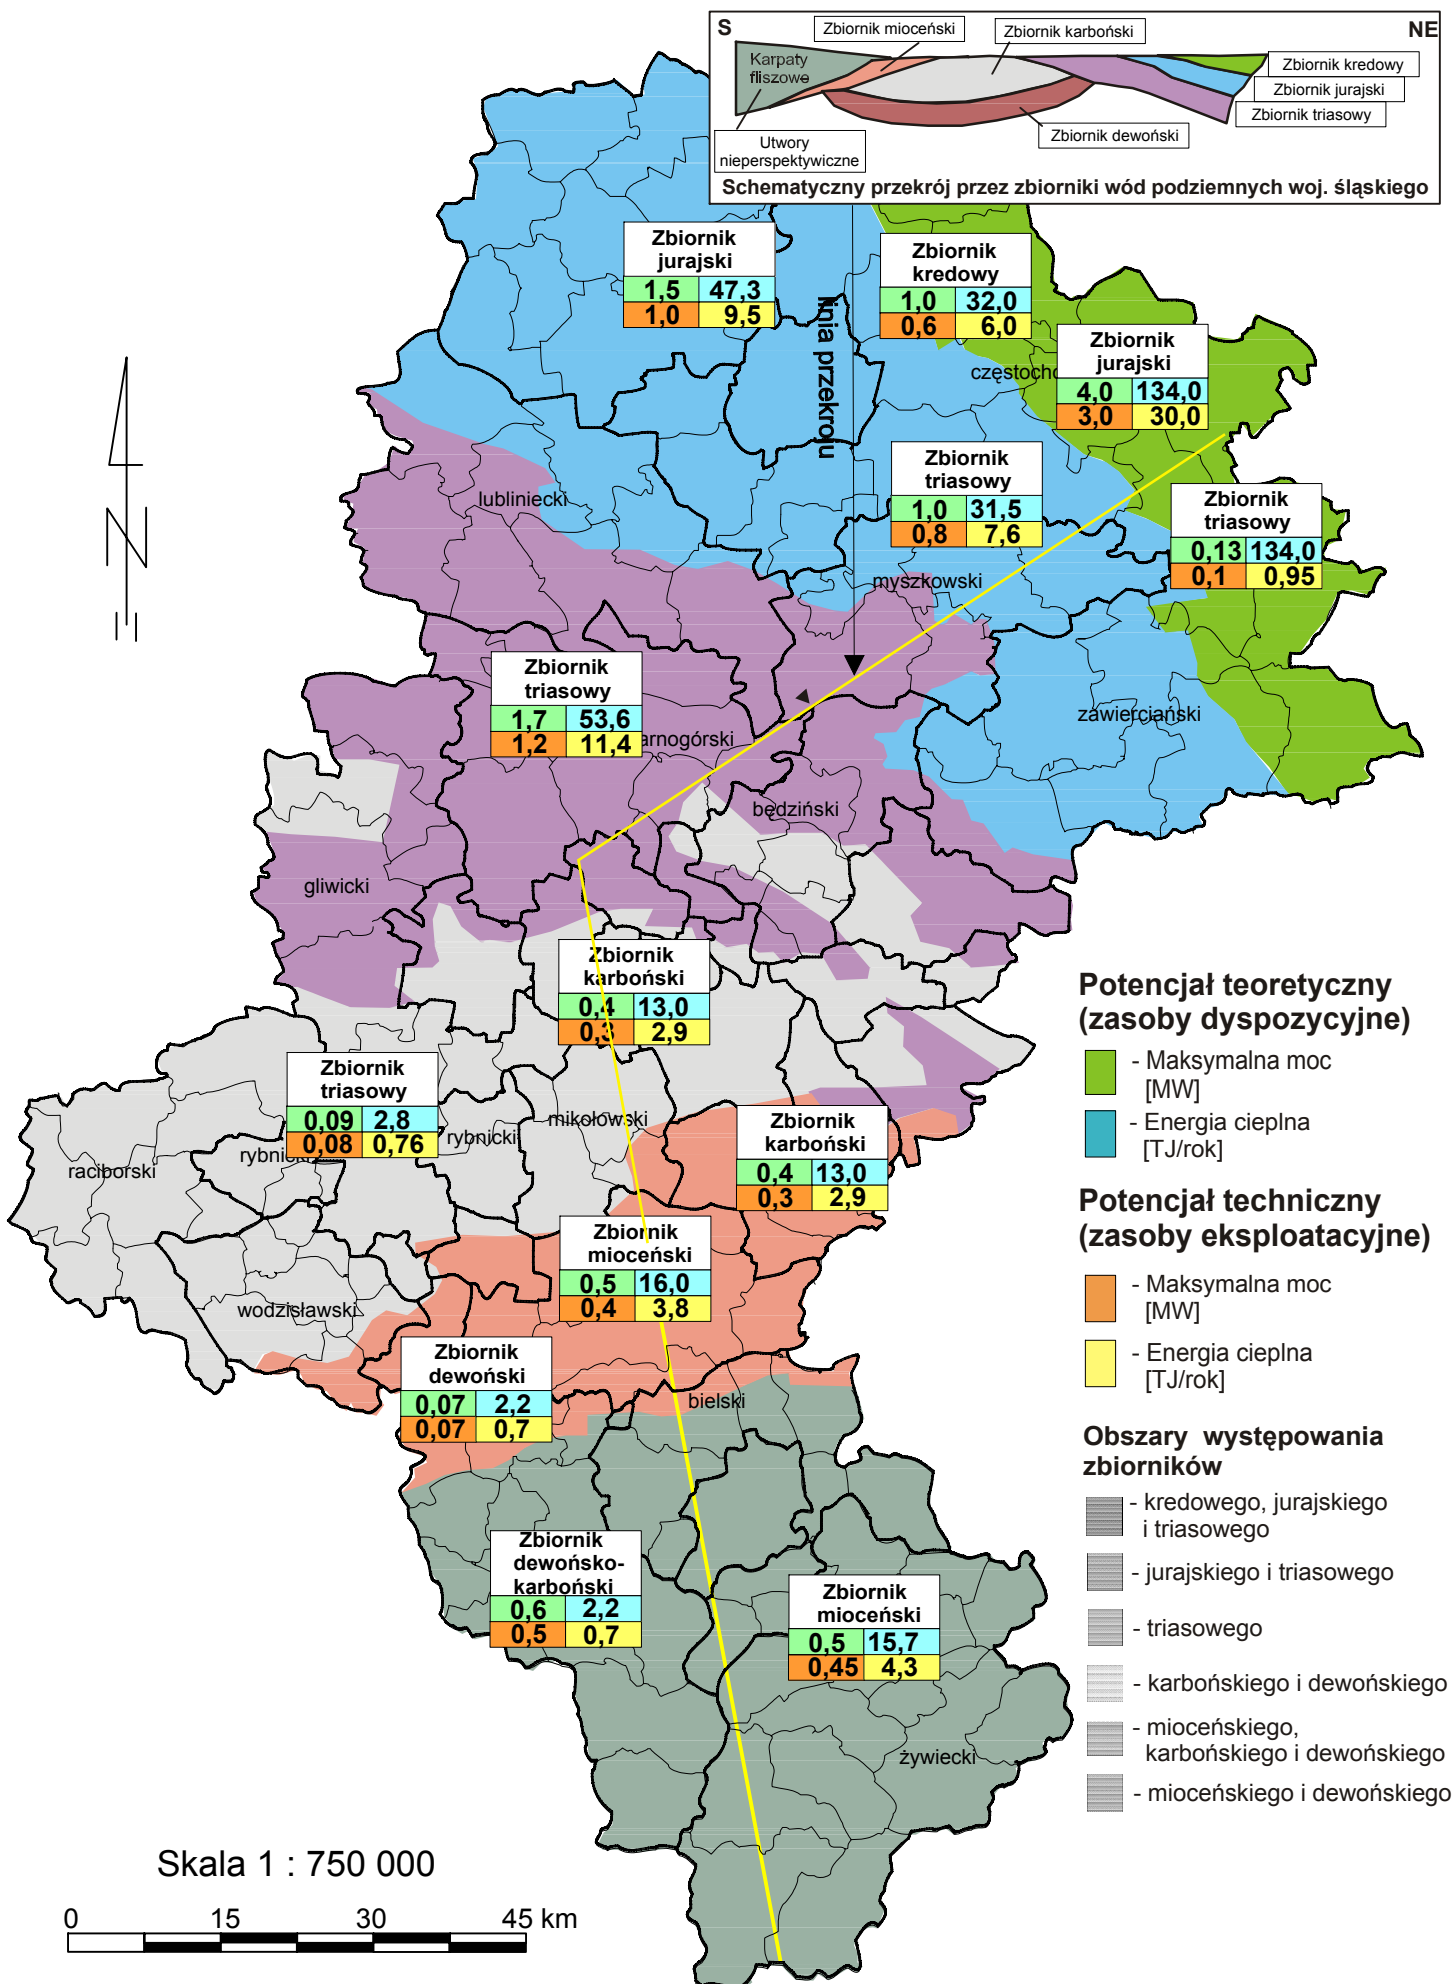 S
NE
Zbiornik mioceński
Zbiornik karboński
Karpaty
fliszowe
Zbiornik kredowy
Zbiornik jurajski
Zbiornik triasowy
Zbiornik dewoński
Utwory
nieperspektywiczne
Schematyczny przekrój przez zbiorniki wód podziemnych woj. śląskiego
Zbiornik
jurajski
1,5 47,3
1,0 9,5
Zbiornik
kredowy
1,0 32,0
0,6 6,0
linia przekroju
Zbiornik
jurajski
4,0 134,0
3,0 30,0
częstocho
Zbiornik
triasowy
1,0 31,5
0,8 7,6
lubliniecki
Zbiornik
triasowy
0,13 134,0
0,1 0,95
myszkowski
N
Zbiornik
triasowy
1,7 53,6
1,2 11,4
arnogórski
zawierciański
będziński
gliwicki
Zbiornik
karboński
0,4 13,0
0,3 2,9
Zbiornik
triasowy
0,09 2,8
0,08 0,76
mikołowski
rybnicki
rybnicki
raciborski
Zbiornik
karboński
0,4 13,0
0,3 2,9
Zbiornik
mioceński
0,5 16,0
0,4 3,8
wodzisławski
Zbiornik
dewoński
0,07 2,2
0,07 0,7
bielski
Zbiornik
dewońsko-
karboński
0,6 2,2
0,5 0,7
Zbiornik
mioceński
0,5 15,7
0,45 4,3
żywiecki
Potencjał teoretyczny
(zasoby dyspozycyjne)
- Maksymalna moc
[MW]
- Energia cieplna
[TJ/rok]
Potencjał techniczny
(zasoby eksploatacyjne)
- Maksymalna moc
[MW]
- Energia cieplna
[TJ/rok]
Obszary występowania
zbiorników
- kredowego, jurajskiego
i triasowego
- jurajskiego i triasowego
- triasowego
- karbońskiego i dewońskiego
- mioceńskiego,
karbońskiego i dewońskiego
- mioceńskiego i dewońskiego
Skala 1 : 750 000
0 15 30 45 km